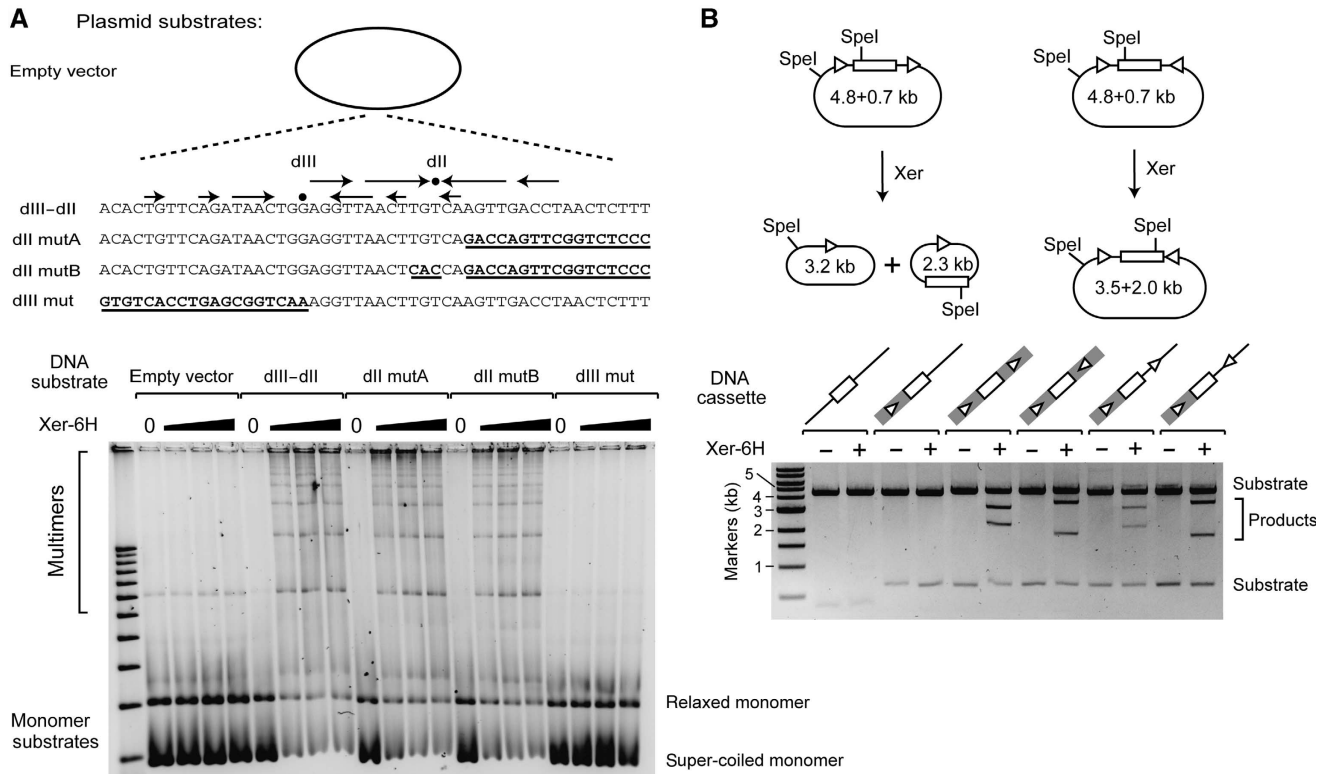 A
Plasmid substrates:
Empty vector
dIII dII
dIII–dII ACACTGTTCAGATAACTGGAGGTTAACTTGTCAAGTTGACCTAACTCTTT
dII mutA ACACTGTTCAGATAACTGGAGGTTAACTTGTCAGACCAGTTCGGTCTCCC
dII mutB ACACTGTTCAGATAACTGGAGGTTAACTCACCAGACCAGTTCGGTCTCCC
dIII mut GTGTCACCTGAGCGGTCAAAGGTTAACTTGTCAAGTTGACCTAACTCTTT
DNA
substrate
Empty vector dIII–dII dII mutA dII mutB dIII mut
Xer-6H 0 0 0 0 0
Multimers
Monomer
substrates
Relaxed monomer
Super-coiled monomer
B
SpeI SpeI 4.8+0.7 kb
SpeI SpeI 4.8+0.7 kb
Xer Xer
SpeI 3.2 kb + 2.3 kb SpeI
SpeI 3.5+2.0 kb
DNA
cassette
Xer-6H – + – + – + – + – + – +
Markers (kb)
5
4
3
2
1
Substrate
Products
Substrate